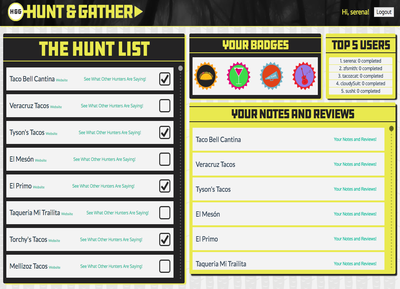 H&G HUNT & GATHER
Hi, serena! Logout
THE HUNT LIST
Taco Bell Cantina Website See What Other Hunters Are Saying!
Veracruz Tacos Website See What Other Hunters Are Saying!
Tyson's Tacos Website See What Other Hunters Are Saying!
El Mesón Website See What Other Hunters Are Saying!
El Primo Website See What Other Hunters Are Saying!
Taqueria Mi Trailita Website See What Other Hunters Are Saying!
Torchy's Tacos Website See What Other Hunters Are Saying!
Mellizoz Tacos Website See What Other Hunters Are Saying!
YOUR BADGES
TOP 5 USERS
1. serena: 0 completed
2. zhmith: 0 completed
3. tacocat: 0 completed
4. cloudySolt: 0 completed
5. sushi: 0 completed
YOUR NOTES AND REVIEWS
Taco Bell Cantina Your Notes and Reviews!
Veracruz Tacos Your Notes and Reviews!
Tyson's Tacos Your Notes and Reviews!
El Mesón Your Notes and Reviews!
El Primo Your Notes and Reviews!
Taqueria Mi Trailita Your Notes and Reviews!